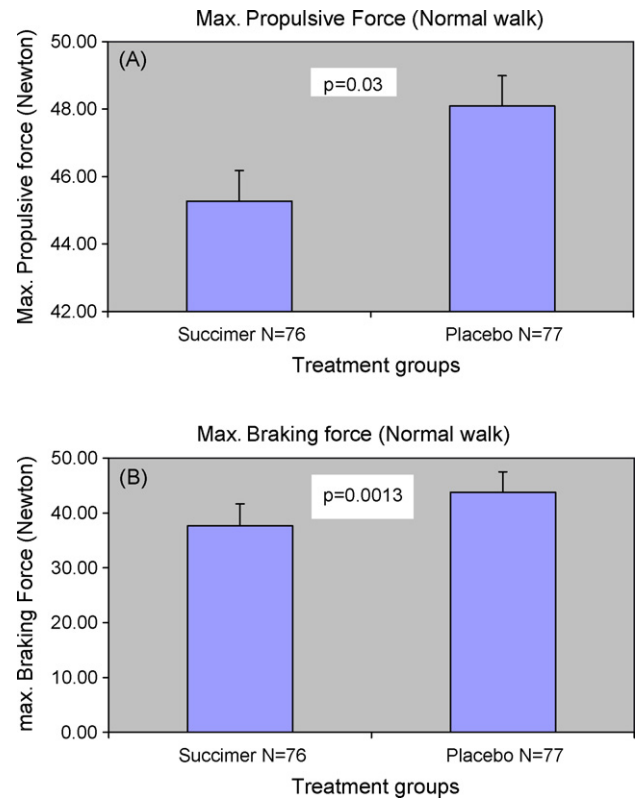 Max. Propulsive Force (Normal walk)
(A)
p=0.03
Max. Propulsive force (Newton)
50.00
48.00
46.00
44.00
42.00
Succimer N=76 Placebo N=77
Treatment groups
Max. Braking force (Normal walk)
(B)
p=0.0013
max. Braking Force (Newton)
50.00
40.00
30.00
20.00
10.00
0.00
Succimer N=76 Placebo N=77
Treatment groups